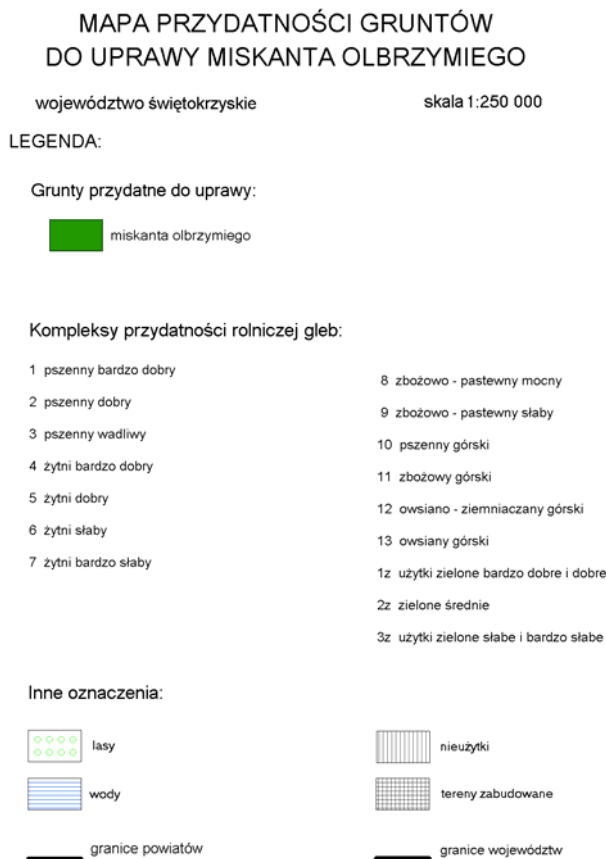 MAPA PRZYDATNOŚCI GRUNTÓW
DO UPRAWY MISKANTA OLBRZYMIEGO
województwo świętokrzyskie
skala 1:250 000
LEGENDA:
Grunty przydatne do uprawy:
miskanta olbrzymiego
Kompleksy przydatności rolniczej gleb:
1 pszenny bardzo dobry
2 pszenny dobry
3 pszenny wadliwy
4 żytni bardzo dobry
5 żytni dobry
6 żytni słaby
7 żytni bardzo słaby
8 zbożowo - pastewny mocny
9 zbożowo - pastewny słaby
10 pszenny górski
11 zbożowy górski
12 owsiano - ziemniaczany górski
13 owsiany górski
1z użytki zielone bardzo dobre i dobre
2z zielone średnie
3z użytki zielone słabe i bardzo słabe
Inne oznaczenia:
lasy
wody
granice powiatów
nieużytki
tereny zabudowane
granice województw